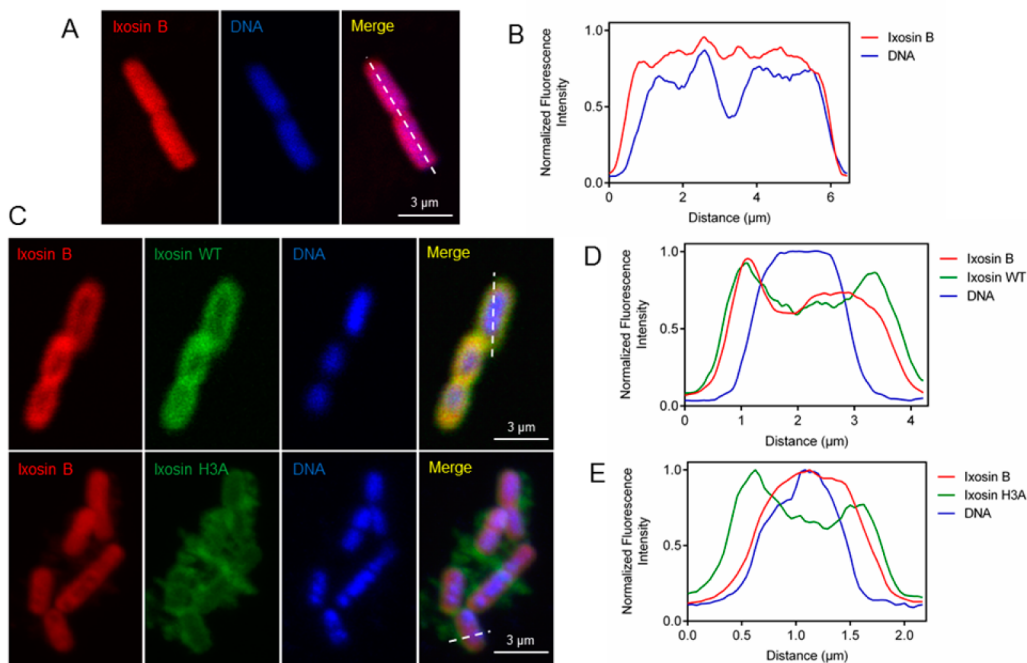 A
Ixosin B
DNA
Merge
3 µm
B
Normalized Fluorescence
Intensity
1.0
0.5
0.0
0
2
4
6
Distance (µm)
Ixosin B
DNA
C
Ixosin B
Ixosin WT
DNA
Merge
3 µm
Ixosin B
Ixosin H3A
DNA
Merge
3 µm
D
Normalized Fluorescence
Intensity
1.0
0.5
0.0
0
1
2
3
4
Distance (µm)
Ixosin B
Ixosin WT
DNA
E
Normalized Fluorescence
Intensity
1.0
0.5
0.0
0.0
0.5
1.0
1.5
2.0
Distance (µm)
Ixosin B
Ixosin H3A
DNA